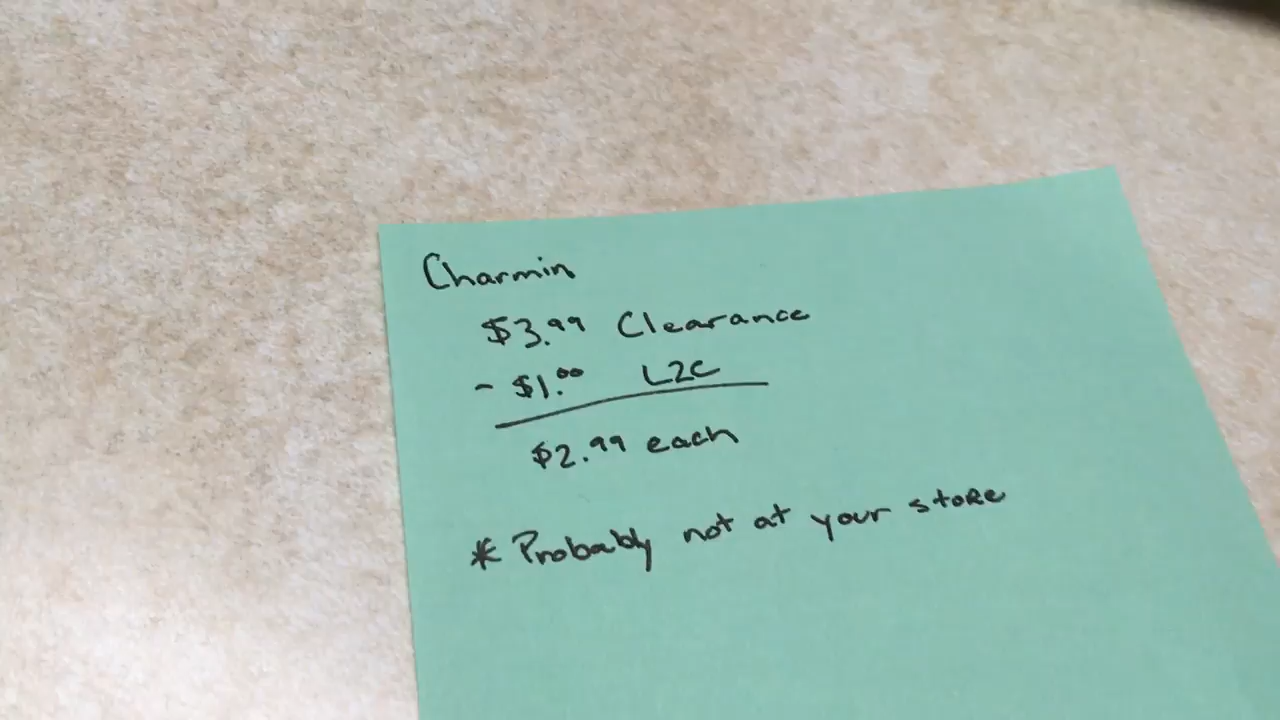 Charmin
$3.99 Clearance
- $1.00 L2C
$2.99 each
* Probably not at your store